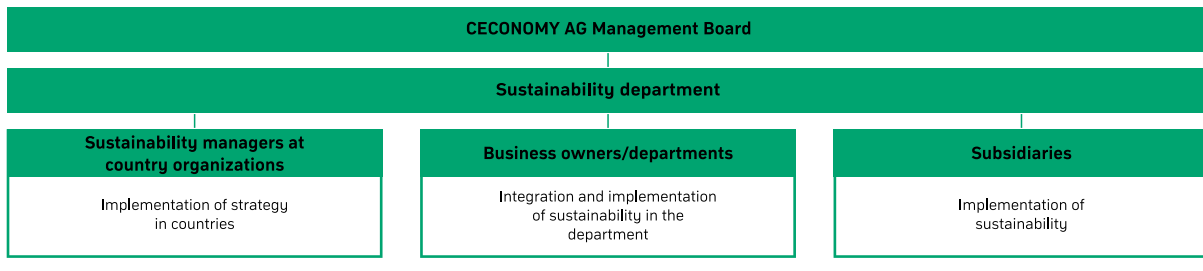 CECONOMY AG Management Board
Sustainability department
Sustainability managers at
country organizations
Implementation of strategy
in countries
Business owners/departments
Integration and implementation
of sustainability in the
department
Subsidiaries
Implementation of
sustainability